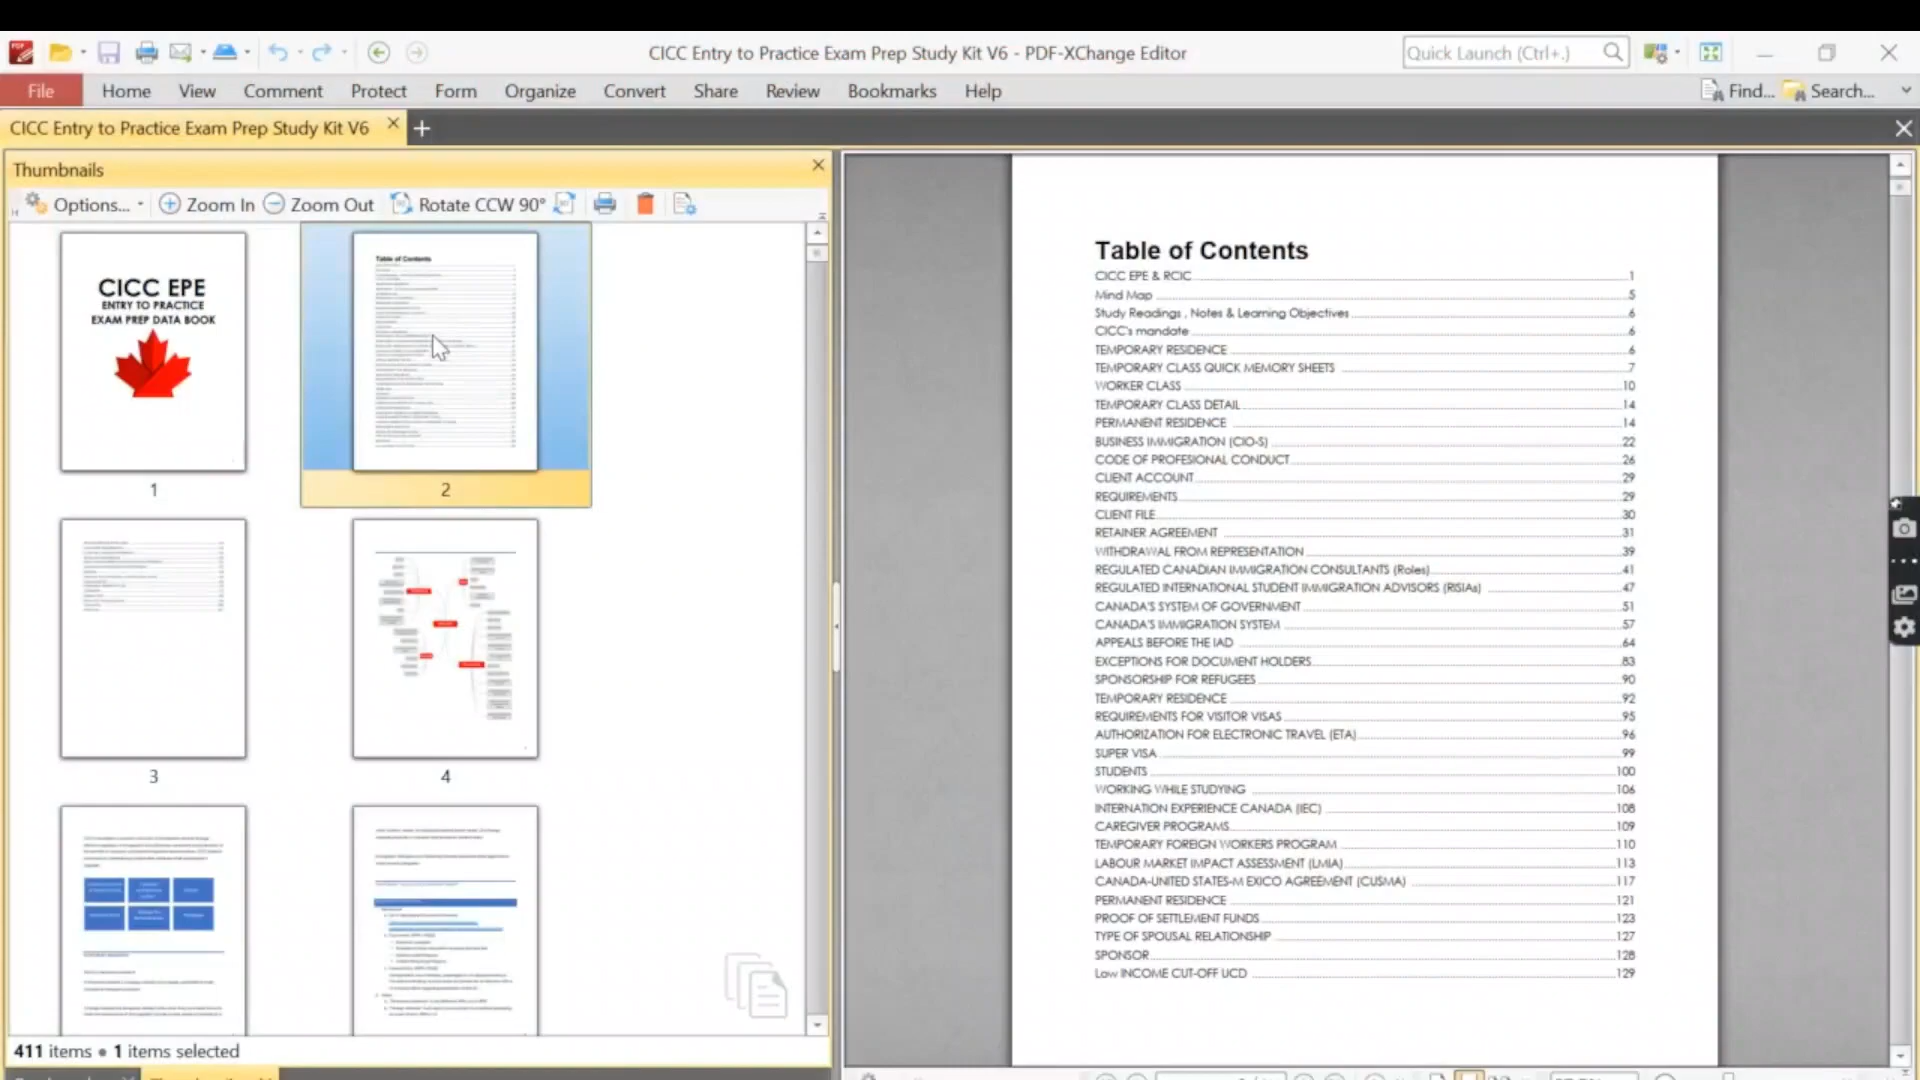 CICC Entry to Practice Exam Prep Study Kit V6 - PDF-XChange Editor
Quick Launch (Ctrl+.)
File Home View Comment Protect Form Organize Convert Share Review Bookmarks Help Find... Search...
CICC Entry to Practice Exam Prep Study Kit V6
Thumbnails
Options... Zoom In Zoom Out Rotate CCW 90°
CICC EPE
ENTRY TO PRACTICE
EXAM PREP DATA BOOK
1
Table of Contents
2
3
4
411 items • 1 items selected
Table of Contents
CICC EPE & RCIC 1
Mind Map 5
Study Readings , Notes & Learning Objectives 6
CICC's mandate 6
TEMPORARY RESIDENCE 6
TEMPORARY CLASS QUICK MEMORY SHEETS 7
WORKER CLASS 10
TEMPORARY CLASS DETAIL 14
PERMANENT RESIDENCE 14
BUSINESS IMMIGRATION (CIO-S) 22
CODE OF PROFESIONAL CONDUCT 26
CLIENT ACCOUNT 29
REQUIREMENTS 29
CLIENT FILE 30
RETAINER AGREEMENT 31
WITHDRAWAL FROM REPRESENTATION 39
REGULATED CANADIAN IMMIGRATION CONSULTANTS (Roles) 41
REGULATED INTERNATIONAL STUDENT IMMIGRATION ADVISORS (RISIAs) 47
CANADA'S SYSTEM OF GOVERNMENT 51
CANADA'S IMMIGRATION SYSTEM 57
APPEALS BEFORE THE IAD 64
EXCEPTIONS FOR DOCUMENT HOLDERS 83
SPONSORSHIP FOR REFUGEES 90
TEMPORARY RESIDENCE 92
REQUIREMENTS FOR VISITOR VISAS 95
AUTHORIZATION FOR ELECTRONIC TRAVEL (ETA) 96
SUPER VISA 99
STUDENTS 100
WORKING WHILE STUDYING 106
INTERNATION EXPERIENCE CANADA (IEC) 108
CAREGIVER PROGRAMS 109
TEMPORARY FOREIGN WORKERS PROGRAM 110
LABOUR MARKET IMPACT ASSESSMENT (LMIA) 113
CANADA-UNITED STATES-M EXICO AGREEMENT (CUSMA) 117
PERMANENT RESIDENCE 121
PROOF OF SETTLEMENT FUNDS 123
TYPE OF SPOUSAL RELATIONSHIP 127
SPONSOR 128
Low INCOME CUT-OFF UCD 129